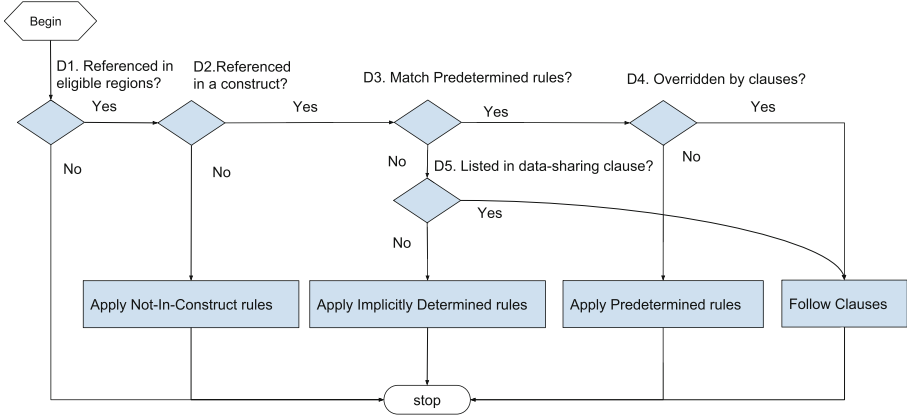 Begin
D1. Referenced in
eligible regions?
D2.Referenced
in a construct?
D3. Match Predetermined rules?
D4. Overridden by clauses?
Yes
Yes
Yes
Yes
No
No
No
No
D5. Listed in data-sharing clause?
Yes
No
Apply Not-In-Construct rules
Apply Implicitly Determined rules
Apply Predetermined rules
Follow Clauses
stop